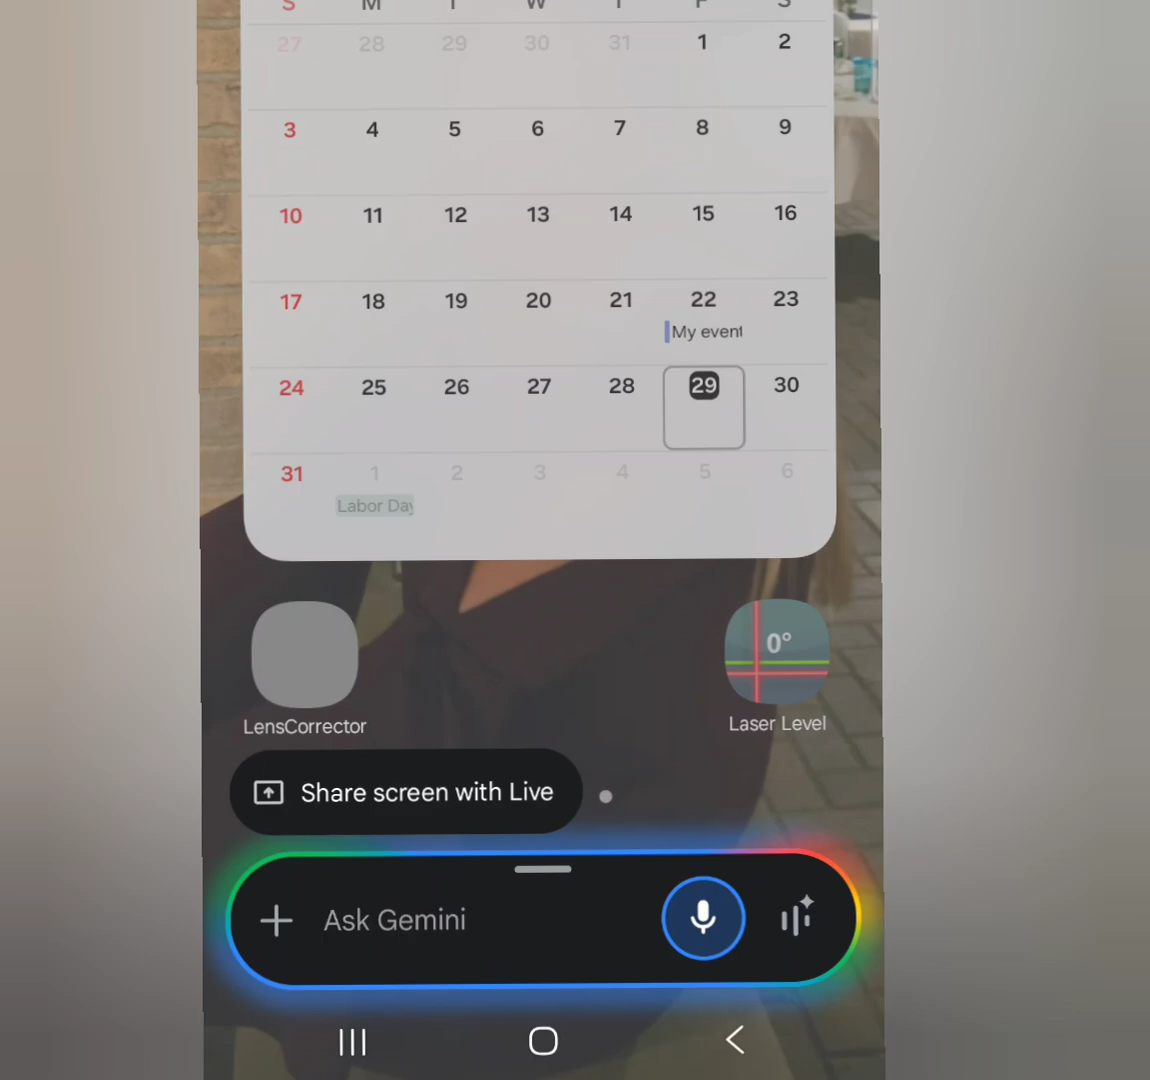 S M T W T F S
27 28 29 30 31 1 2
3 4 5 6 7 8 9
10 11 12 13 14 15 16
17 18 19 20 21 22 23
My event
24 25 26 27 28 29 30
31 1 2 3 4 5 6
Labor Day
0°
LensCorrector Laser Level
Share screen with Live
Ask Gemini